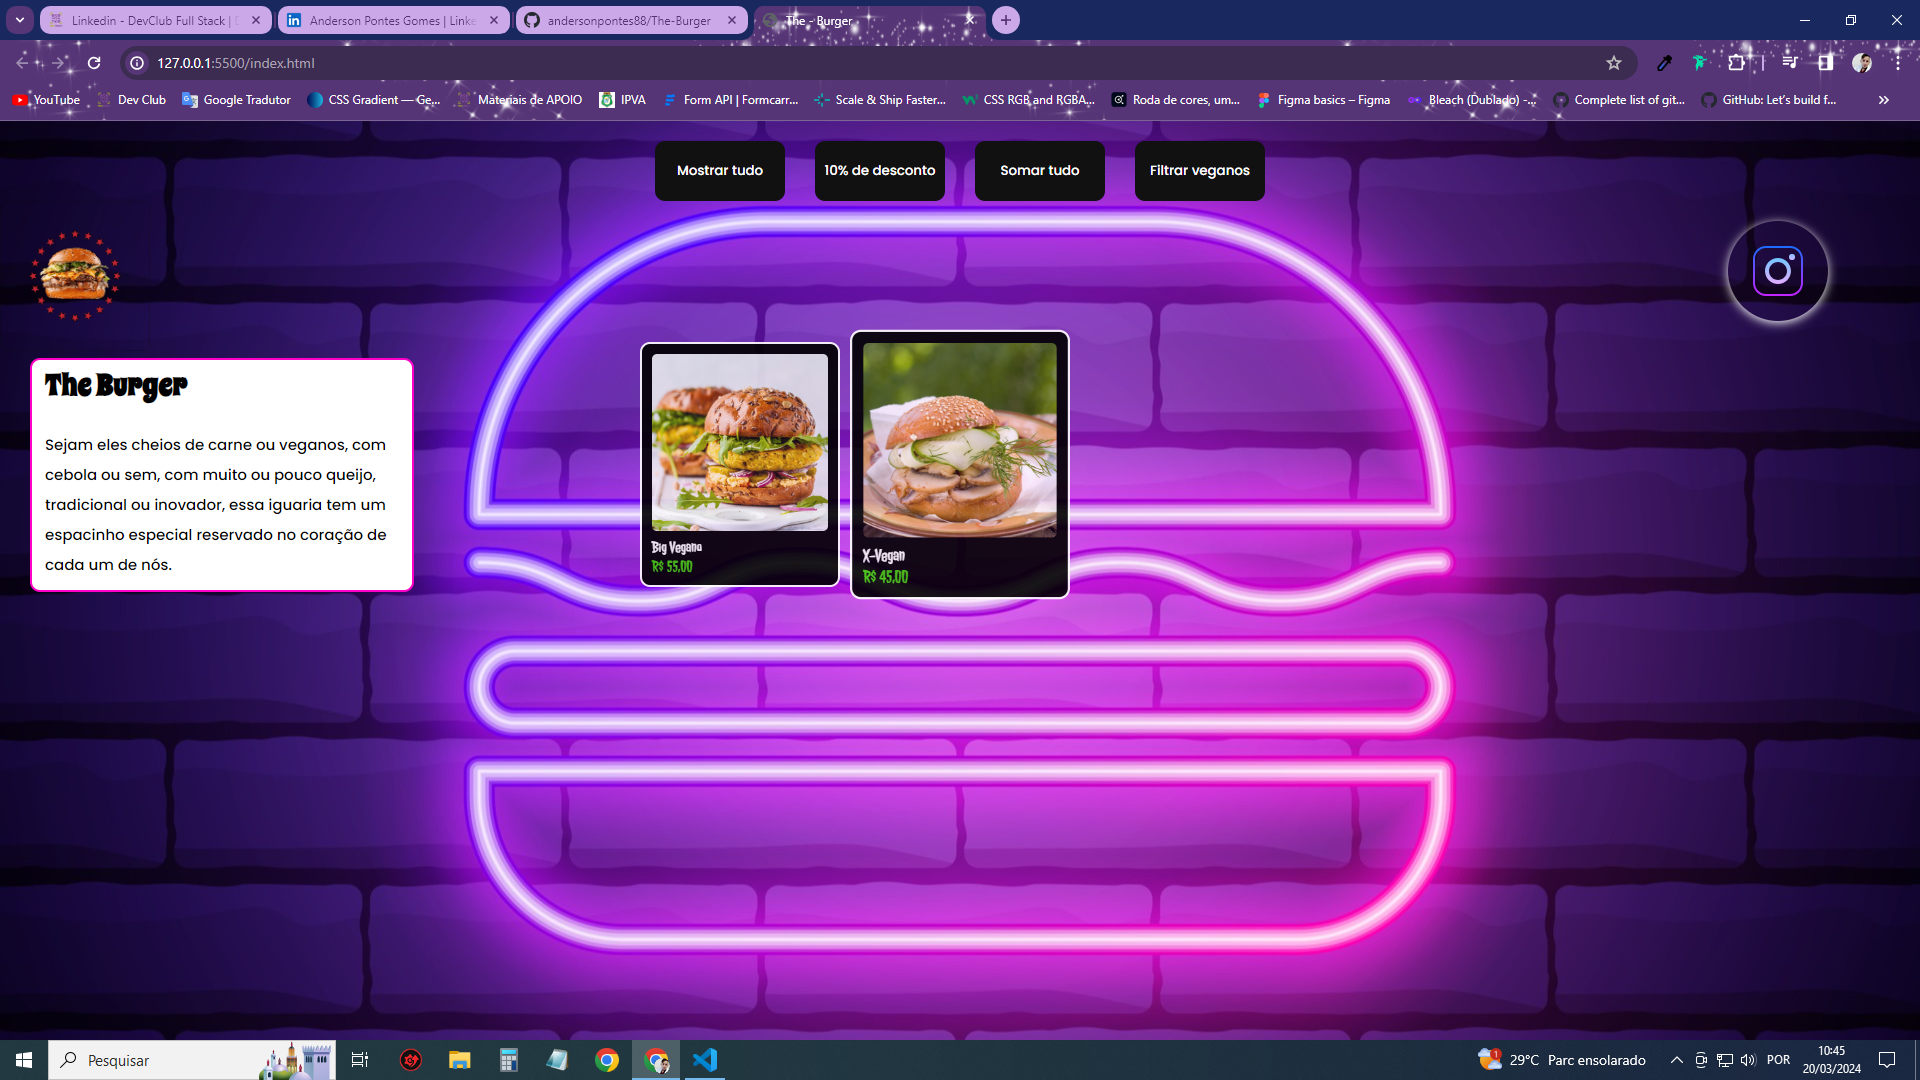 Linkedin - DevClub Full Stack | D
Anderson Pontes Gomes | Linke
andersonpontes88/The-Burger
The - Burger
127.0.0.1:5500/index.html
YouTube
Dev Club
Google Tradutor
CSS Gradient — Ge...
Materiais de APOIO
IPVA
Form API | Formcarr...
Scale & Ship Faster...
CSS RGB and RGBA...
Roda de cores, um...
Figma basics – Figma
Bleach (Dublado) -...
Complete list of git...
GitHub: Let's build f...
Mostrar tudo
10% de desconto
Somar tudo
Filtrar veganos
The Burger
Sejam eles cheios de carne ou veganos, com
cebola ou sem, com muito ou pouco queijo,
tradicional ou inovador, essa iguaria tem um
espacinho especial reservado no coração de
cada um de nós.
Big Vegano
R$ 55,00
X-Vegan
R$ 45,00
Pesquisar
1
29°C Parc ensolarado
POR
10:45
20/03/2024